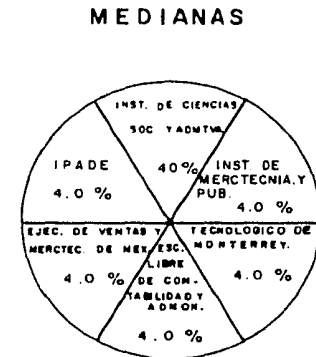 MEDIANAS
INST. DE CIENCIAS
SOC Y ADMTVA.
40%
IPADE
4.0 %
INST DE
MERCTECNIA.Y
PUB.
4.0 %
EJEC. DE VENTAS Y
MERCTEC. DE MEX.
4.0 %
ESC.
LIBRE
DE CON-
TABILIDAD Y
ADMON.
4.0 %
TECNOLOGICO DE
MONTERREY.
4.0 %